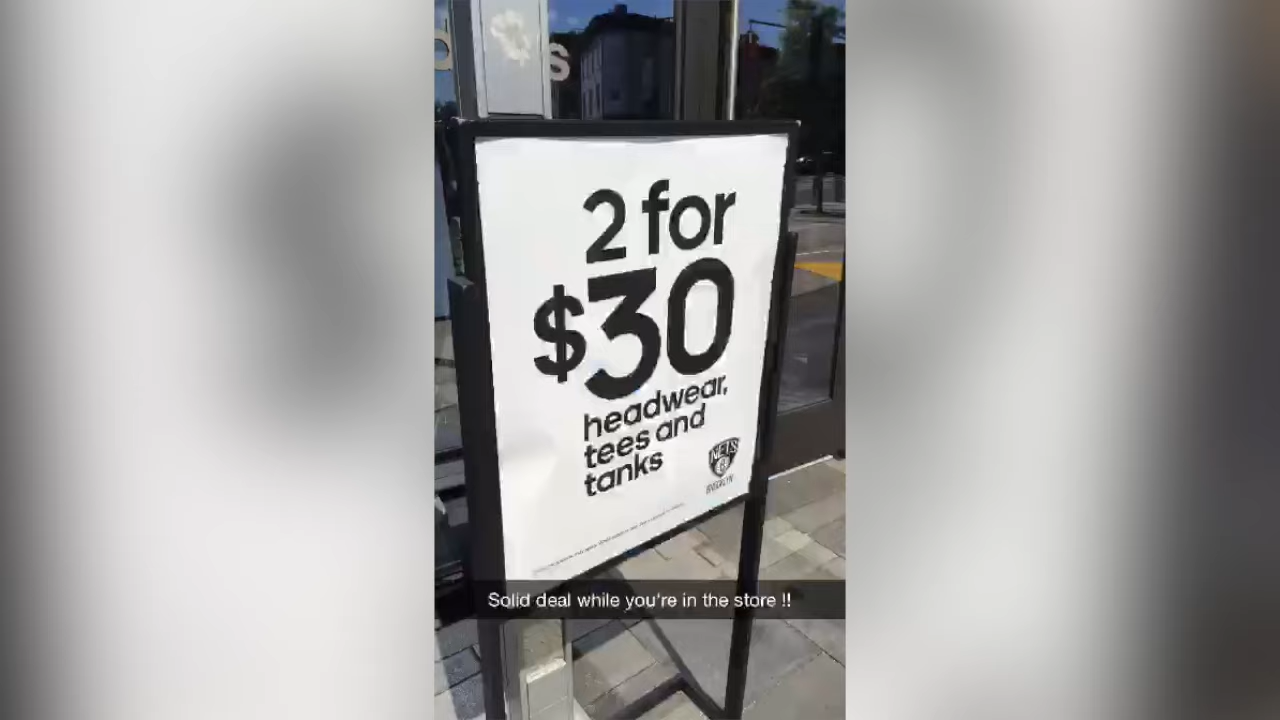 s
2 for
$30
headwear,
tees and
tanks
NETS
BROOKLYN
Solid deal while you're in the store !!